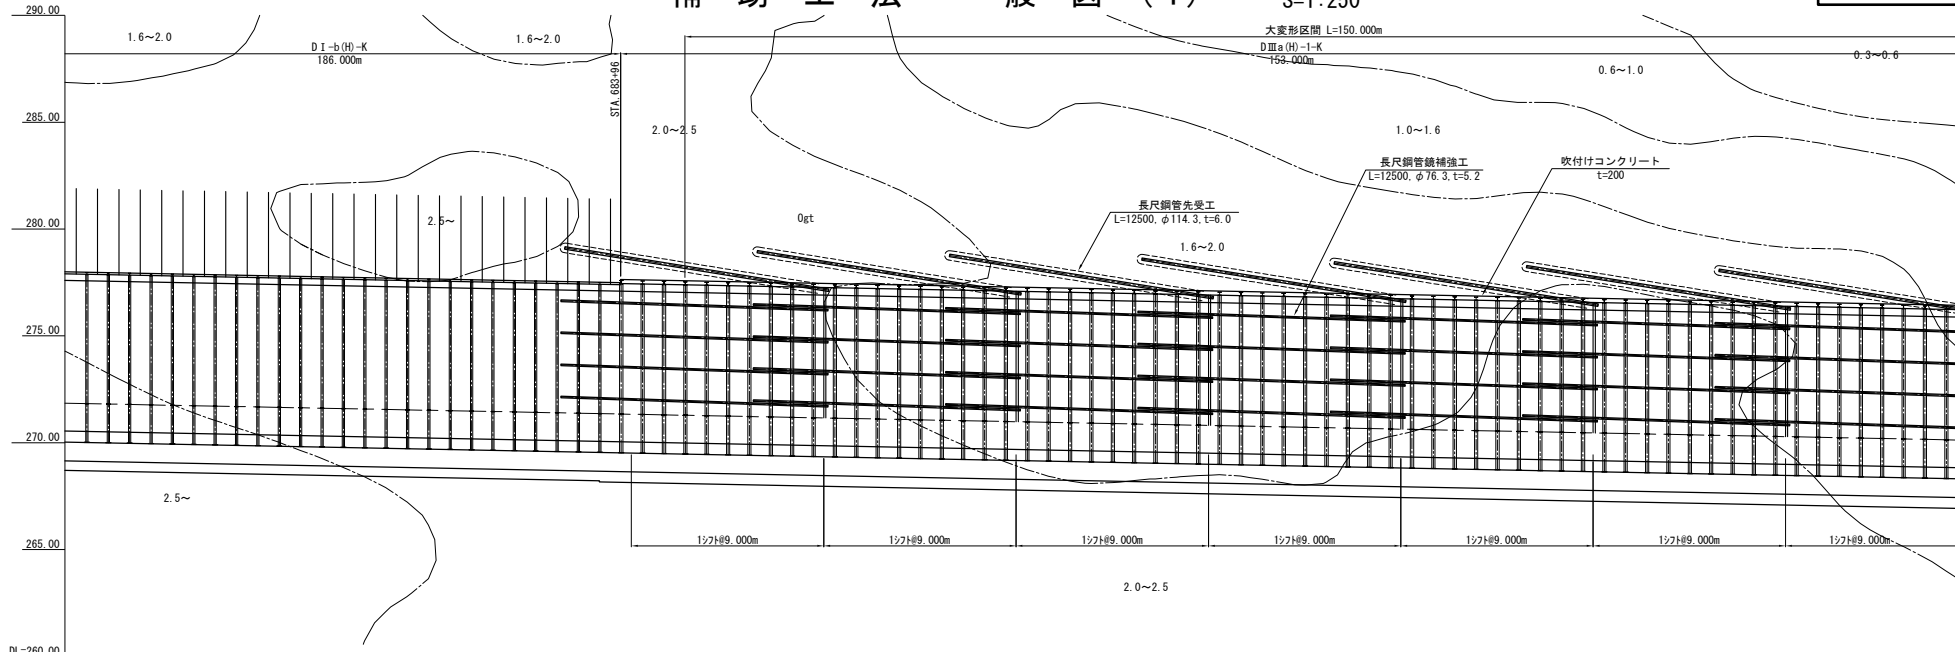 補助工法 一般図 (1) S=1:250
290.00
285.00
280.00
275.00
270.00
265.00
DL=260.00
1.6～2.0
DⅠ-b(H)-K
186.000m
1.6～2.0
STA.683+96
大変形区間 L=150.000m
DⅢa(H)-1-K
153.000m
0.3～0.6
0.6～1.0
2.0～2.5
1.0～1.6
長尺鋼管鏡補強工
L=12500, φ76.3, t=5.2
吹付けコンクリート
t=200
長尺鋼管先受工
L=12500, φ114.3, t=6.0
2.5～
Ogt
1.6～2.0
2.5～
1シフト@9.000m
1シフト@9.000m
1シフト@9.000m
1シフト@9.000m
1シフト@9.000m
1シフト@9.000m
1シフト@9.000m
2.0～2.5